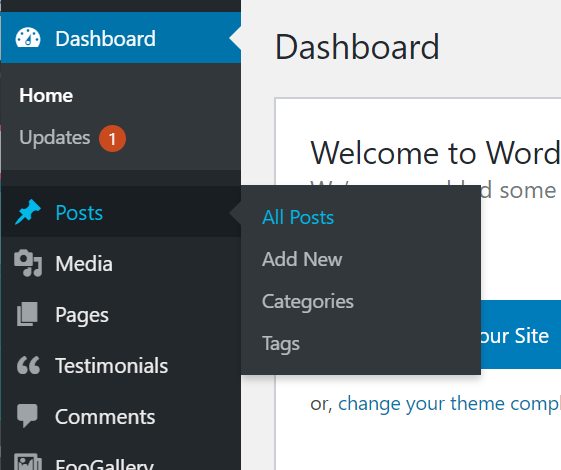 Dashboard
Home
Updates 1
Posts
Media
Pages
Testimonials
Comments
FooGallery
All Posts
Add New
Categories
Tags
Dashboard
Welcome to Word
some
our Site
or, change your theme compl